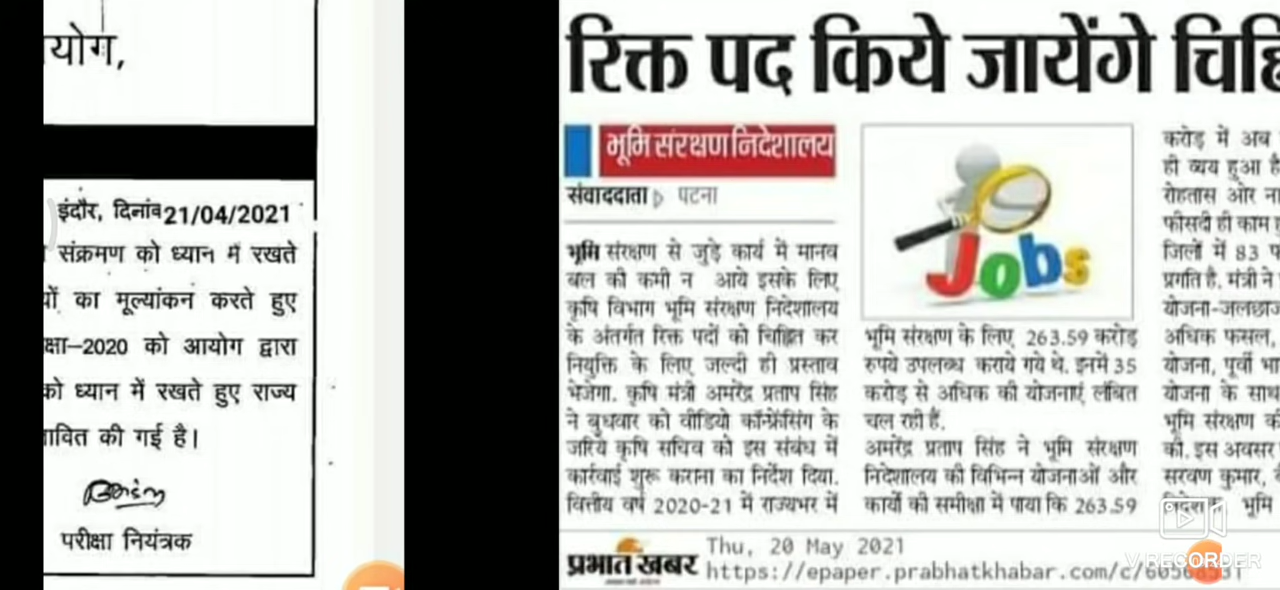 योग,
इंदौर, दिनांक 21/04/2021
संक्रमण को ध्यान में रखते
का मूल्यांकन करते हुए
क्षा–2020 को आयोग द्वारा
को ध्यान में रखते हुए राज्य
की गई है।
परीक्षा नियंत्रक
रिक्त पद किये जायेंगे
भूमि संरक्षण निदेशालय
संवाददाता ▷ पटना
भूमि संरक्षण से जुड़े कार्य में मानव
बल की कमी न आये इसके लिए
कृषि विभाग भूमि संरक्षण निदेशालय
के अंतर्गत रिक्त पदों को चिह्नित कर
नियुक्ति के लिए जल्दी ही प्रस्ताव
भेजेगा. कृषि मंत्री अमरेंद्र प्रताप सिंह
ने बुधवार को वीडियो कॉन्फ्रेंसिंग के
जरिये कृषि सचिव को इस संबंध में
कार्रवाई शुरू कराना का निर्देश दिया.
वित्तीय वर्ष 2020-21 में राज्यभर में
Jobs
भूमि संरक्षण के लिए 263.59 करोड़
रुपये उपलब्ध कराये गये थे. इनमें 35
करोड़ से अधिक की योजनाएं लंबित
चल रही हैं.
अमरेंद्र प्रताप सिंह ने भूमि संरक्षण
निदेशालय की विभिन्न योजनाओं और
कार्यों की समीक्षा में पाया कि 263.59
करोड़ में अब
ही व्यय हुआ है
रोहतास और
फीसदी ही काम
जिलों में 83
प्रगति है. मंत्री ने
योजना-जलछाज
अधिक फसल,
योजना, पूर्वी
योजना के साथ
भूमि संरक्षण
की. इस अवसर
सरवण कुमार,
भूमि
प्रभात खबर
Thu, 20 May 2021
https://epaper.prabhatkhabar.com/c/60568531
V RECORDER